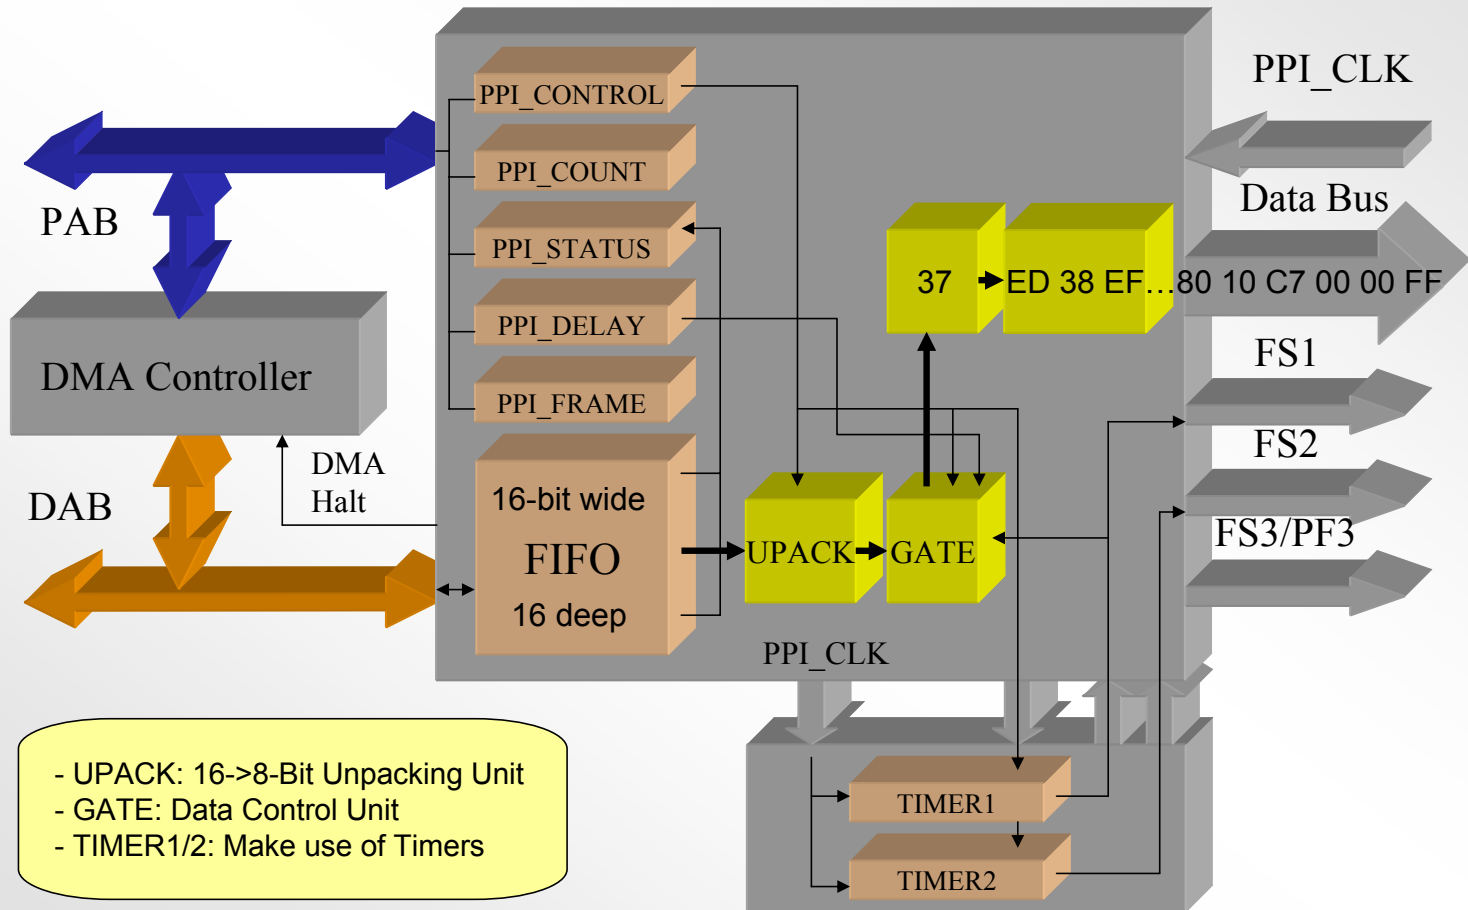 PPI_CONTROL
PPI_COUNT
PPI_STATUS
PPI_DELAY
PPI_FRAME
16-bit wide
FIFO
16 deep
PAB
DMA Controller
DMA
Halt
DAB
UPACK
GATE
37
ED 38 EF…80 10 C7 00 00 FF
PPI_CLK
Data Bus
FS1
FS2
FS3/PF3
PPI_CLK
TIMER1
TIMER2
- UPACK: 16->8-Bit Unpacking Unit
- GATE: Data Control Unit
- TIMER1/2: Make use of Timers